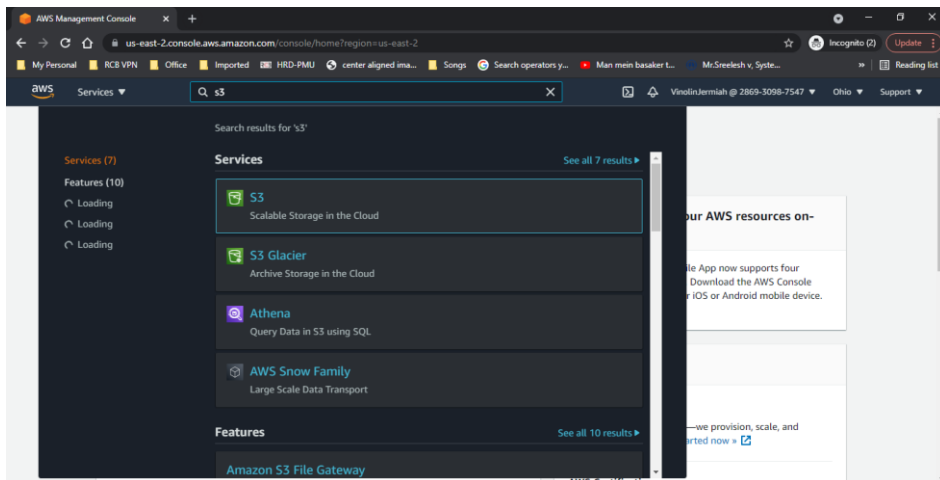 AWS Management Console
us-east-2.console.aws.amazon.com/console/home?region=us-east-2
Incognito (2)
Update
My Personal
RCB VPN
Office
Imported
HRD-PMU
center aligned ima...
Songs
Search operators y...
Man mein basaker t...
Mr.Sreelesh v, Syste...
»
Reading list
aws
Services ▼
s3
VinolinJermiah @ 2869-3098-7547 ▼
Ohio ▼
Support ▼
Search results for 's3'
Services (7)
Features (10)
Loading
Loading
Loading
Services
See all 7 results ▶
S3
Scalable Storage in the Cloud
S3 Glacier
Archive Storage in the Cloud
Athena
Query Data in S3 using SQL
AWS Snow Family
Large Scale Data Transport
Features
See all 10 results ▶
Amazon S3 File Gateway
our AWS resources on-
ile App now supports four
Download the AWS Console
r iOS or Android mobile device.
—we provision, scale, and
arted now »